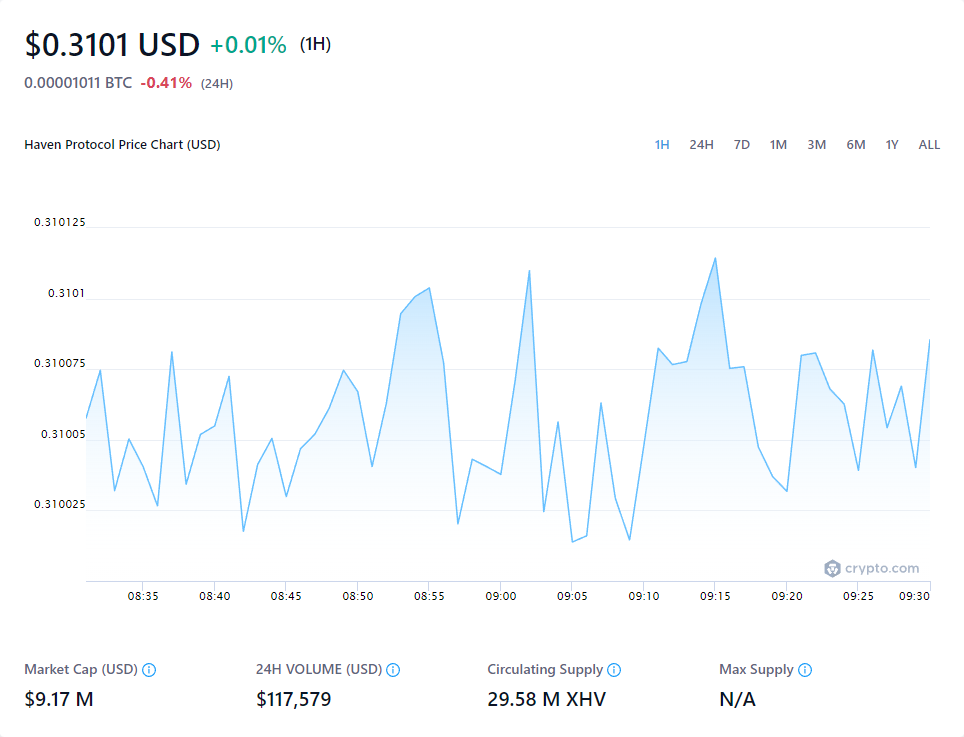 $0.3101 USD +0.01% (1H)
0.00001011 BTC -0.41% (24H)
Haven Protocol Price Chart (USD) 1H 24H 7D 1M 3M 6M 1Y ALL
0.310125
0.3101
0.310075
0.31005
0.310025
crypto.com
08:35 08:40 08:45 08:50 08:55 09:00 09:05 09:10 09:15 09:20 09:25 09:30
Market Cap (USD) 24H VOLUME (USD) Circulating Supply Max Supply
$9.17 M $117,579 29.58 M XHV N/A